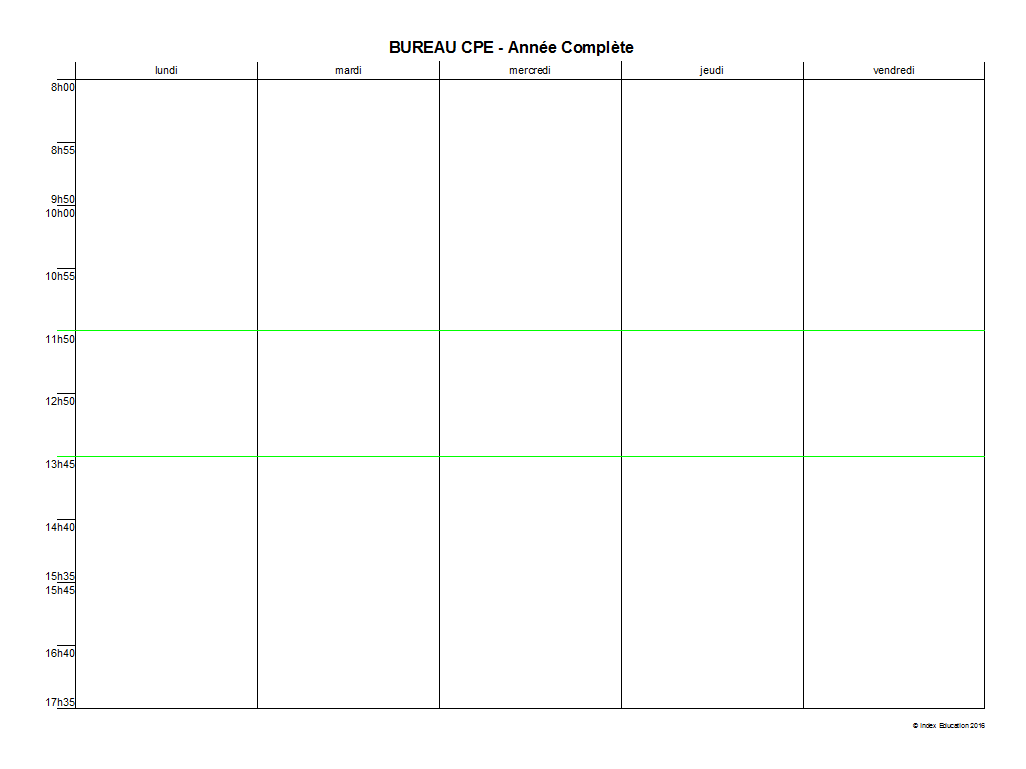 BUREAU CPE - Année Complète
lundi mardi mercredi jeudi vendredi
8h00
8h55
9h50
10h00
10h55
11h50
12h50
13h45
14h40
15h35
15h45
16h40
17h35
© Index Education 2016